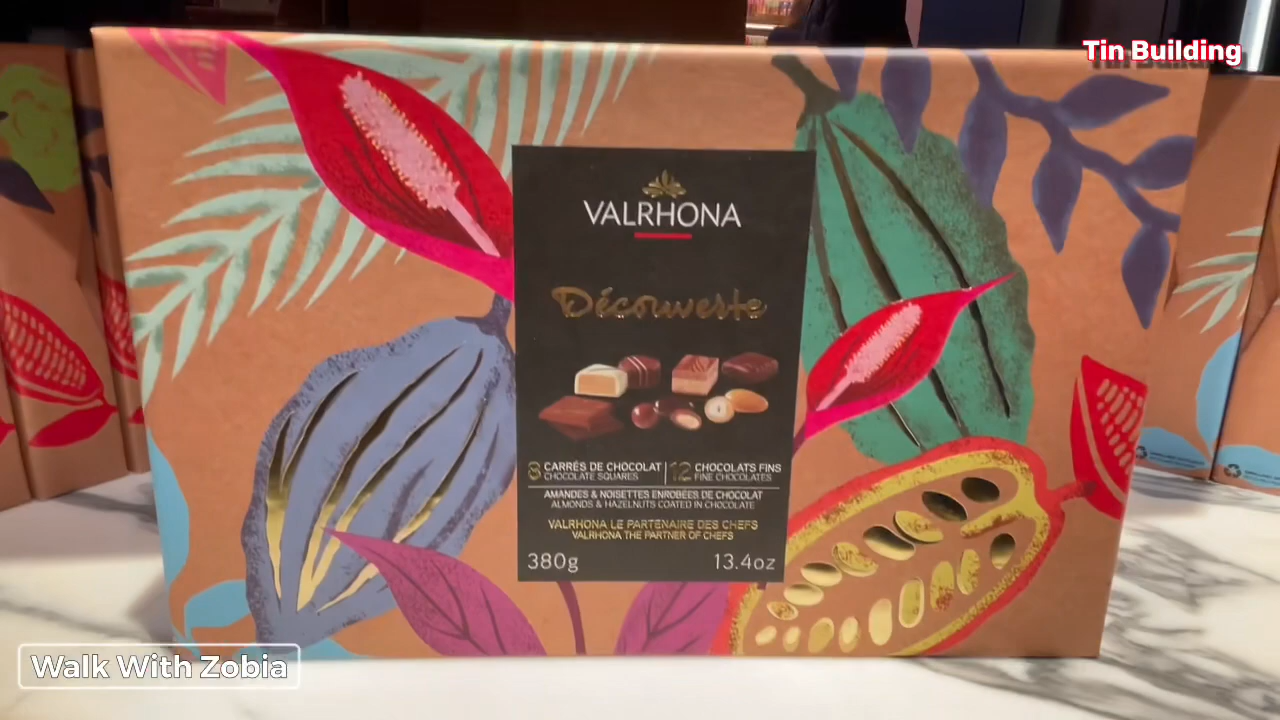 Tin Building
VALRHONA
Découverte
8 CARRÉS DE CHOCOLAT
CHOCOLATE SQUARES
12 CHOCOLATS FINS
FINE CHOCOLATES
AMANDES & NOISETTES ENROBÉES DE CHOCOLAT
ALMONDS & HAZELNUTS COATED IN CHOCOLATE
VALRHONA LE PARTENAIRE DES CHEFS
VALRHONA THE PARTNER OF CHEFS
380g 13.4oz
Walk With Zobia